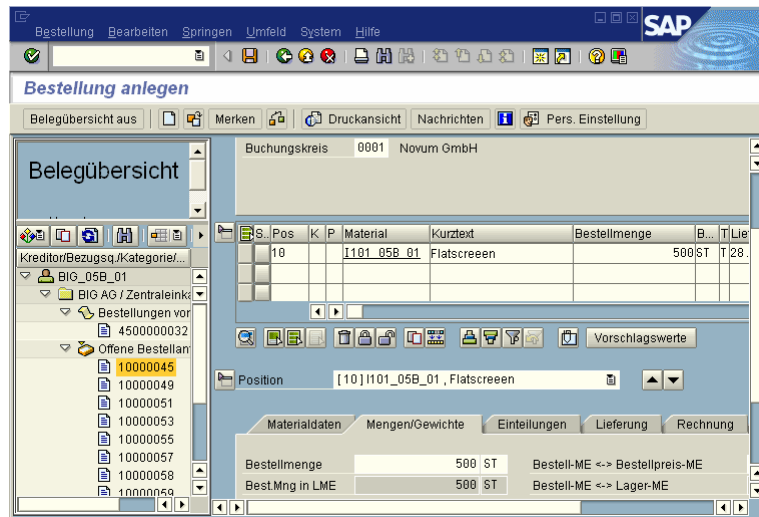 Bestellung Bearbeiten Springen Umfeld System Hilfe
SAP
Bestellung anlegen
Belegübersicht aus Merken Druckansicht Nachrichten Pers. Einstellung
Belegübersicht
Buchungskreis 0001 Novum GmbH
S.. Pos K P Material Kurztext Bestellmenge B... T Lie
10 I101_05B_01 Flatscreeen 500 ST T 28.
Vorschlagswerte
Kreditor/Bezugsq./Kategorie/...
BIG_05B_01
BIG AG / Zentraleink
Bestellungen vor
4500000032
Offene Bestellan
10000045
10000049
10000051
10000053
10000055
10000057
10000058
10000059
Position [ 10 ] I101_05B_01 , Flatscreeen
Materialdaten Mengen/Gewichte Einteilungen Lieferung Rechnung
Bestellmenge 500 ST Bestell-ME <-> Bestellpreis-ME
Best.Mng in LME 500 ST Bestell-ME <-> Lager-ME